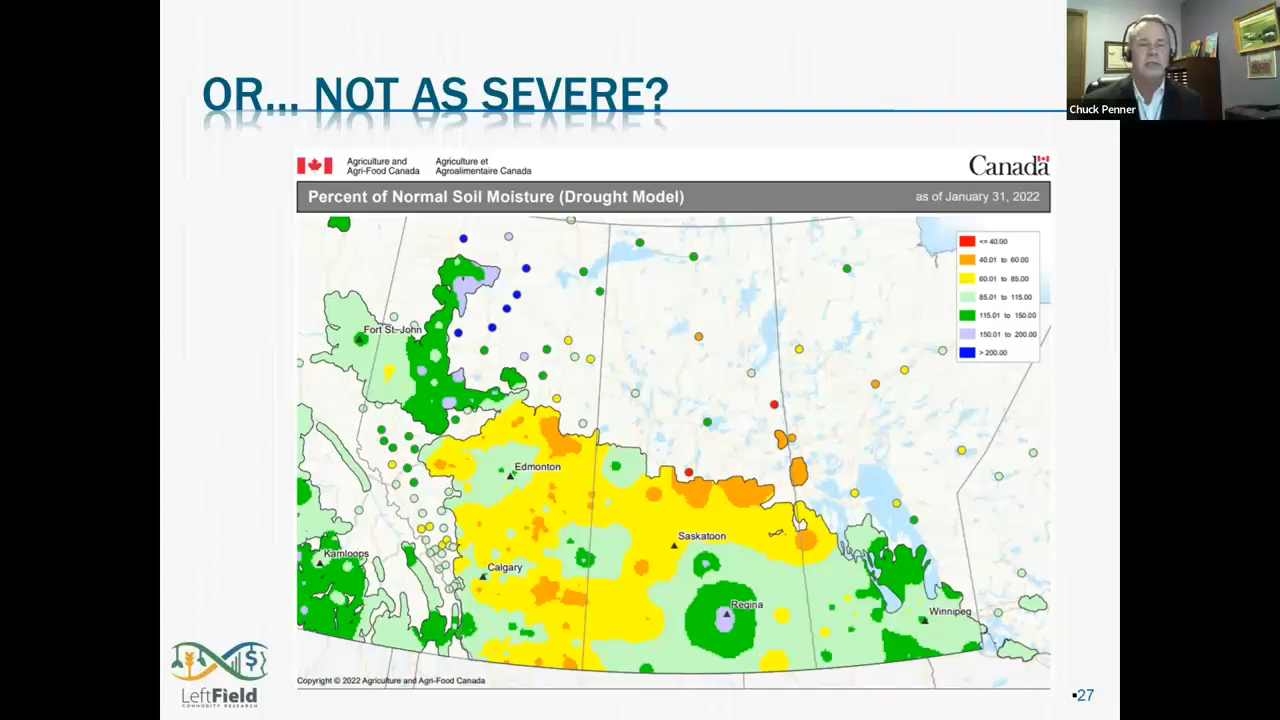 OR... NOT AS SEVERE?
Chuck Penner
Agriculture and
Agri-Food Canada
Agriculture et
Agroalimentaire Canada
Canada
Percent of Normal Soil Moisture (Drought Model)
as of January 31, 2022
<= 40.00
40.01 to 60.00
60.01 to 85.00
85.01 to 115.00
115.01 to 150.00
150.01 to 200.00
> 200.00
Fort St. John
Edmonton
Saskatoon
Kamloops
Calgary
Regina
Winnipeg
Copyright © 2022 Agriculture and Agri-Food Canada
LeftField
COMMODITY RESEARCH
27